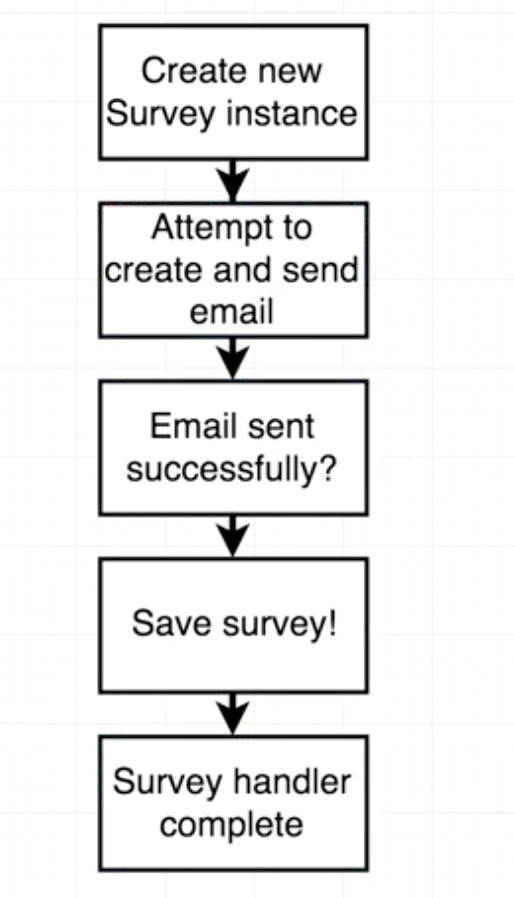 Create new
Survey instance
Attempt to
create and send
email
Email sent
successfully?
Save survey!
Survey handler
complete